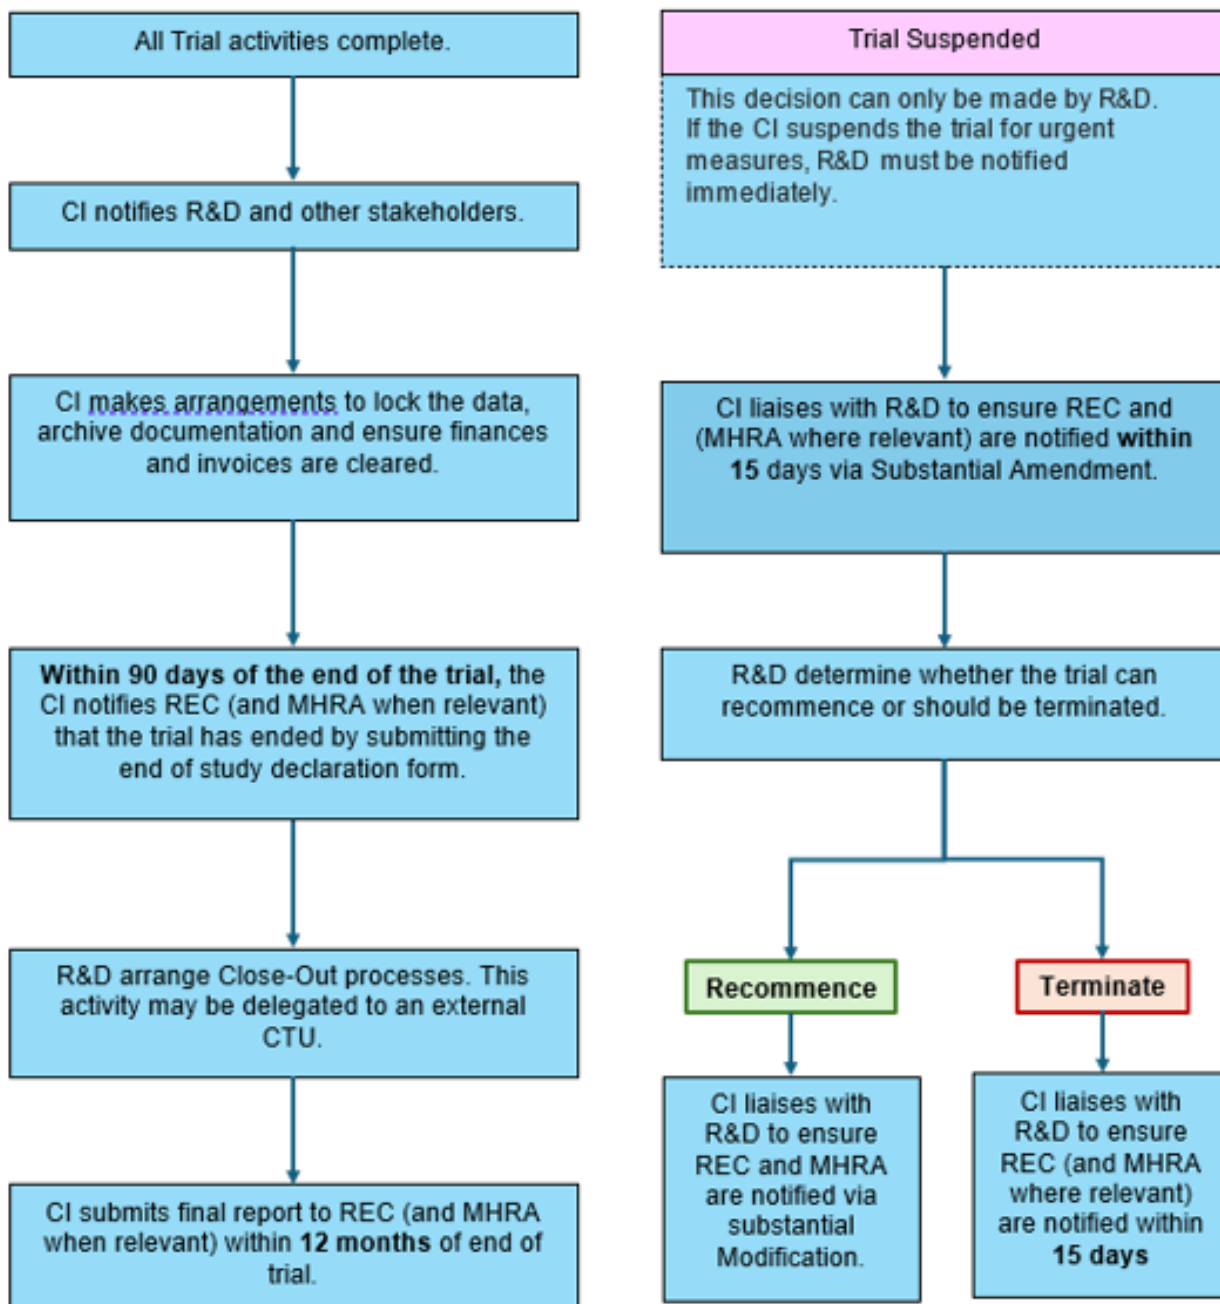 All Trial activities complete.
CI notifies R&D and other stakeholders.
CI makes arrangements to lock the data,
archive documentation and ensure finances
and invoices are cleared.
Within 90 days of the end of the trial, the
CI notifies REC (and MHRA when relevant)
that the trial has ended by submitting the
end of study declaration form.
R&D arrange Close-Out processes. This
activity may be delegated to an external
CTU.
CI submits final report to REC (and MHRA
when relevant) within 12 months of end of
trial.
Trial Suspended
This decision can only be made by R&D.
If the CI suspends the trial for urgent
measures, R&D must be notified
immediately.
CI liaises with R&D to ensure REC and
(MHRA where relevant) are notified within
15 days via Substantial Amendment.
R&D determine whether the trial can
recommence or should be terminated.
Recommence
CI liaises with
R&D to ensure
REC and MHRA
are notified via
substantial
Modification.
Terminate
CI liaises with
R&D to ensure
REC (and MHRA
where relevant)
are notified within
15 days